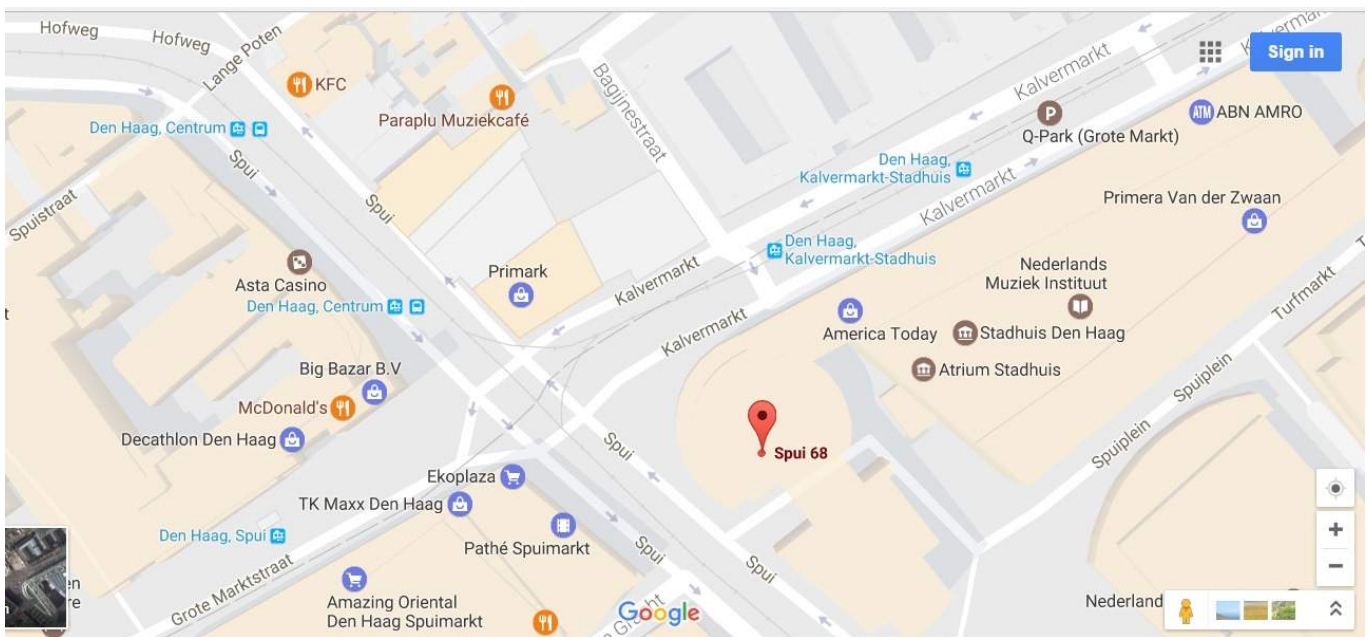 Hofweg
Hofweg
Lange Poten
KFC
Paraplu Muziekcafé
Bagijnestraat
Kalvermarkt
Kalvermarkt
Sign in
ATM
ABN AMRO
P
Q-Park (Grote Markt)
Den Haag, Centrum
Spui
Spui
Den Haag,
Kalvermarkt-Stadhuis
Kalvermarkt
Primera Van der Zwaan
Spuistraat
Asta Casino
Den Haag, Centrum
Primark
Kalvermarkt
Den Haag,
Kalvermarkt-Stadhuis
Nederlands
Muziek Instituut
Turfmarkt
Kalvermarkt
America Today
Stadhuis Den Haag
Atrium Stadhuis
Big Bazar B.V
McDonald's
Decathlon Den Haag
Spuiplein
Spuiplein
Spui
Spui 68
Ekoplaza
TK Maxx Den Haag
Den Haag, Spui
Pathé Spuimarkt
Spui
Spui
Grote Marktstraat
Amazing Oriental
Den Haag Spuimarkt
Google
Nederland